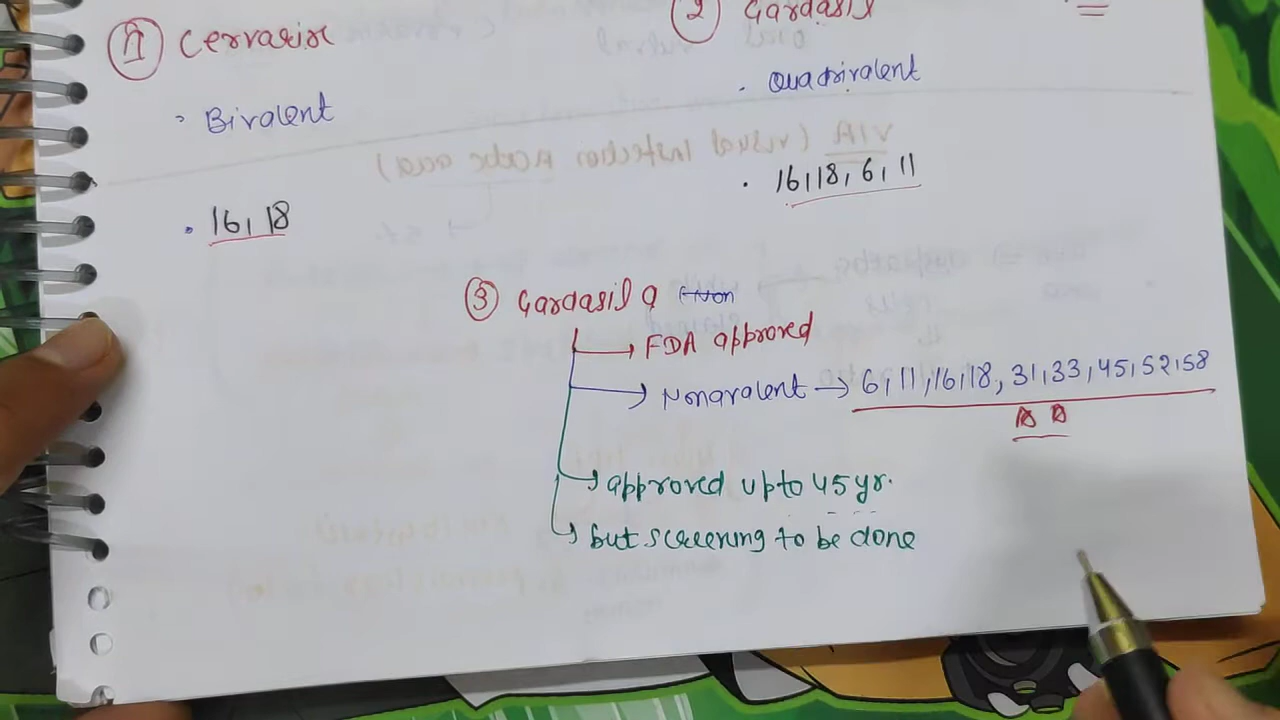 1 Cervarix
2 Gardasil
• Bivalent
• Quadrivalent
• 16, 18
• 16, 18, 6, 11
3 Gardasil 9
→ FDA approved
→ Nonavalent → 6, 11, 16, 18, 31, 33, 45, 52, 58
→ approved upto 45 yr.
→ but screening to be done